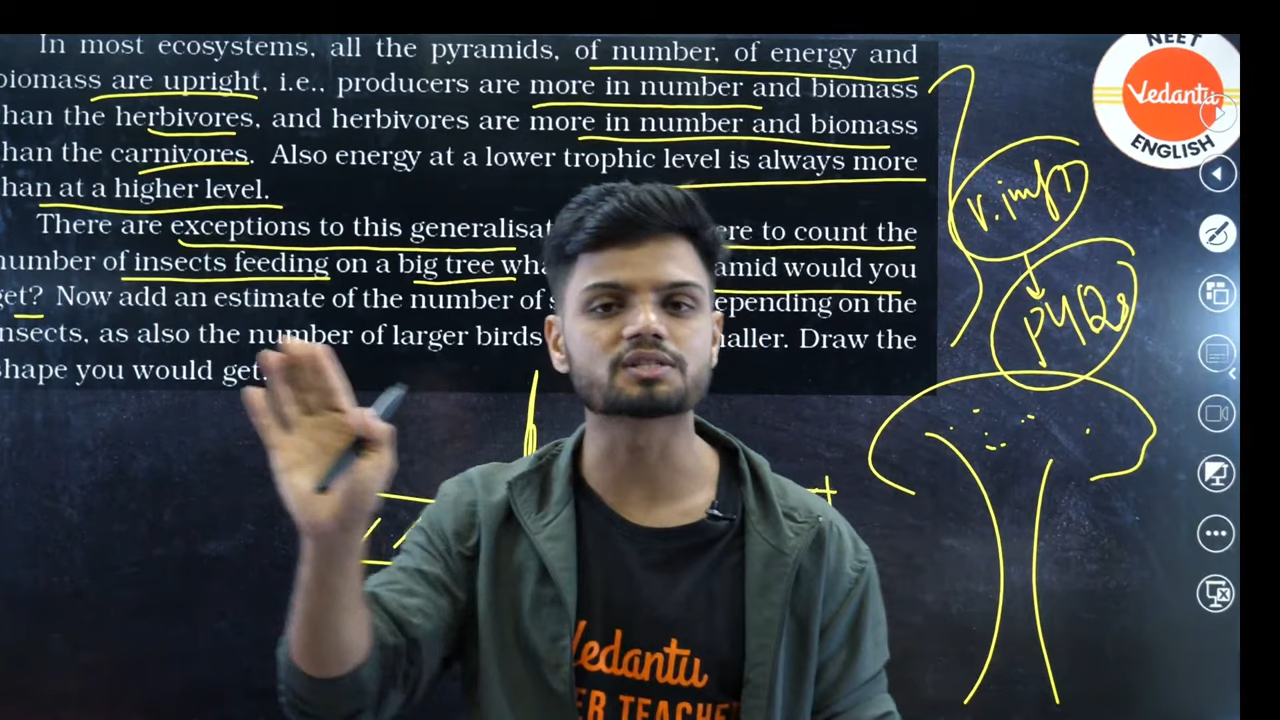 In most ecosystems, all the pyramids, of number, of energy and
biomass are upright, i.e., producers are more in number and biomass
han the herbivores, and herbivores are more in number and biomass
han the carnivores. Also energy at a lower trophic level is always more
han at a higher level.
There are exceptions to this generalisat ere to count the
number of insects feeding on a big tree wha amid would you
get? Now add an estimate of the number of s epending on the
nsects, as also the number of larger birds naller. Draw the
shape you would get.
NEET
Vedantu
ENGLISH
v. impt
PYQs
Vedantu
ER TEACHE